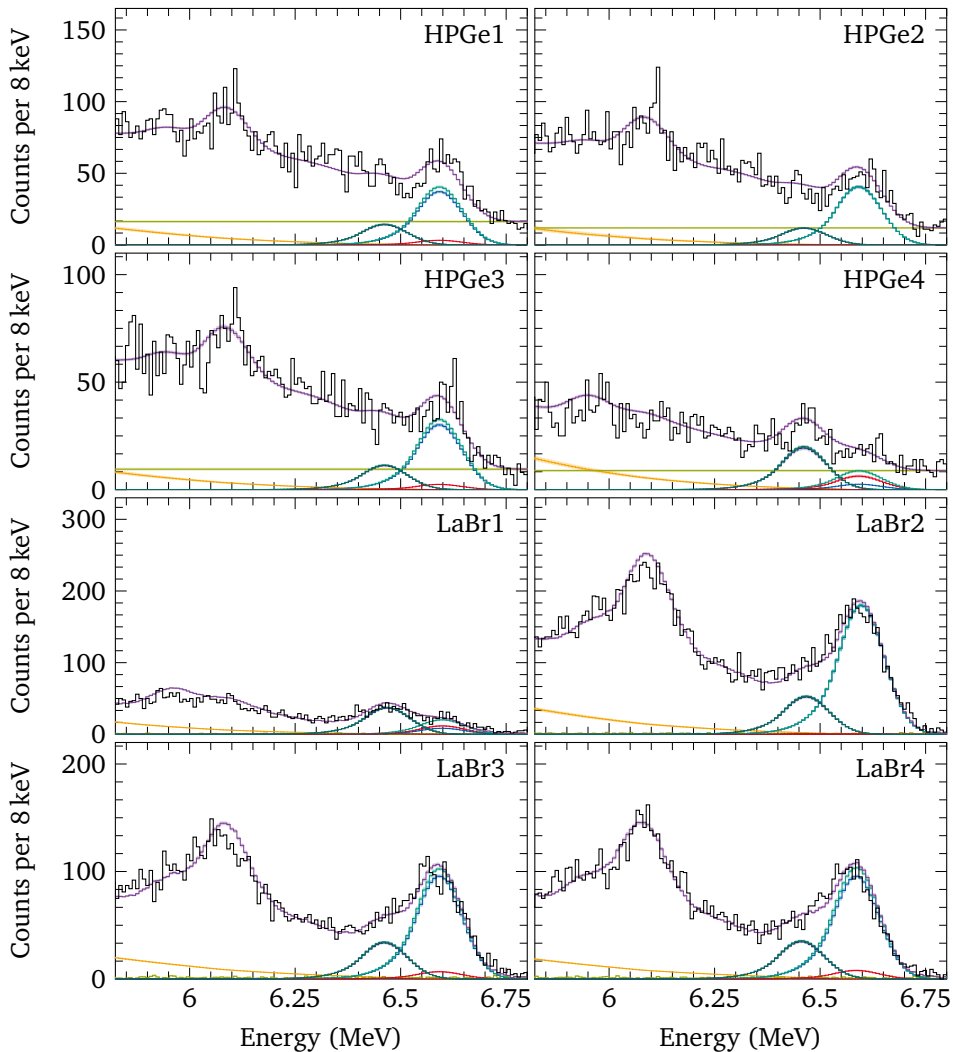 HPGe1
HPGe2
Counts per 8 keV
150
100
50
0
HPGe3
HPGe4
Counts per 8 keV
100
50
0
LaBr1
LaBr2
Counts per 8 keV
300
200
100
0
LaBr3
LaBr4
Counts per 8 keV
200
100
0
6 6.25 6.5 6.75 6 6.25 6.5 6.75
Energy (MeV) Energy (MeV)